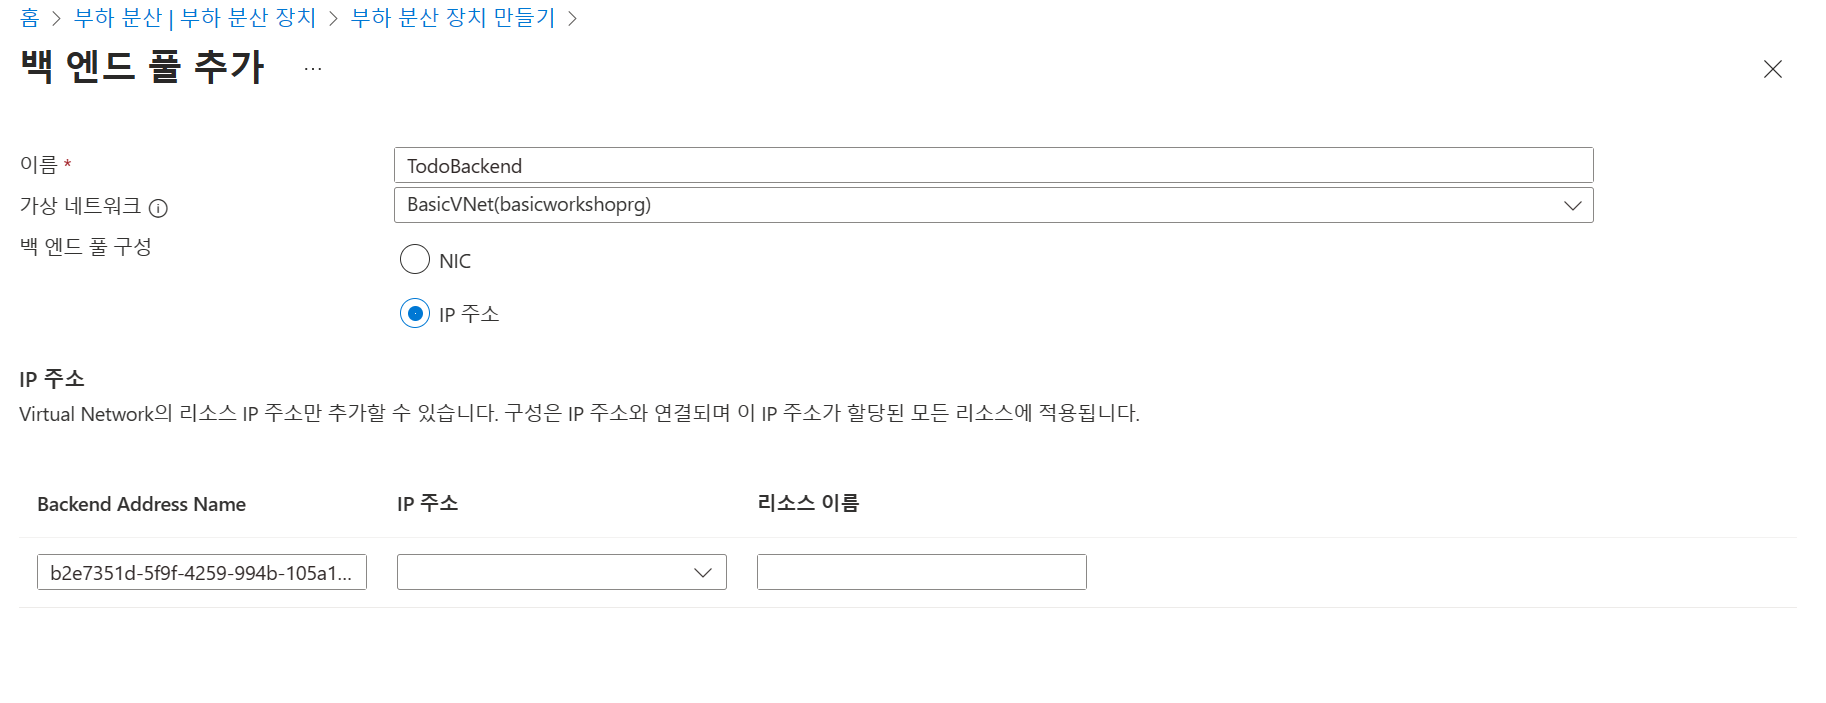 홈 > 부하 분산 | 부하 분산 장치 > 부하 분산 장치 만들기 >
백 엔드 풀 추가 ...
이름 * TodoBackend
가상 네트워크 BasicVNet(basicworkshoprg)
백 엔드 풀 구성
NIC
IP 주소
IP 주소
Virtual Network의 리소스 IP 주소만 추가할 수 있습니다. 구성은 IP 주소와 연결되며 이 IP 주소가 할당된 모든 리소스에 적용됩니다.
Backend Address Name IP 주소 리소스 이름
b2e7351d-5f9f-4259-994b-105a1...